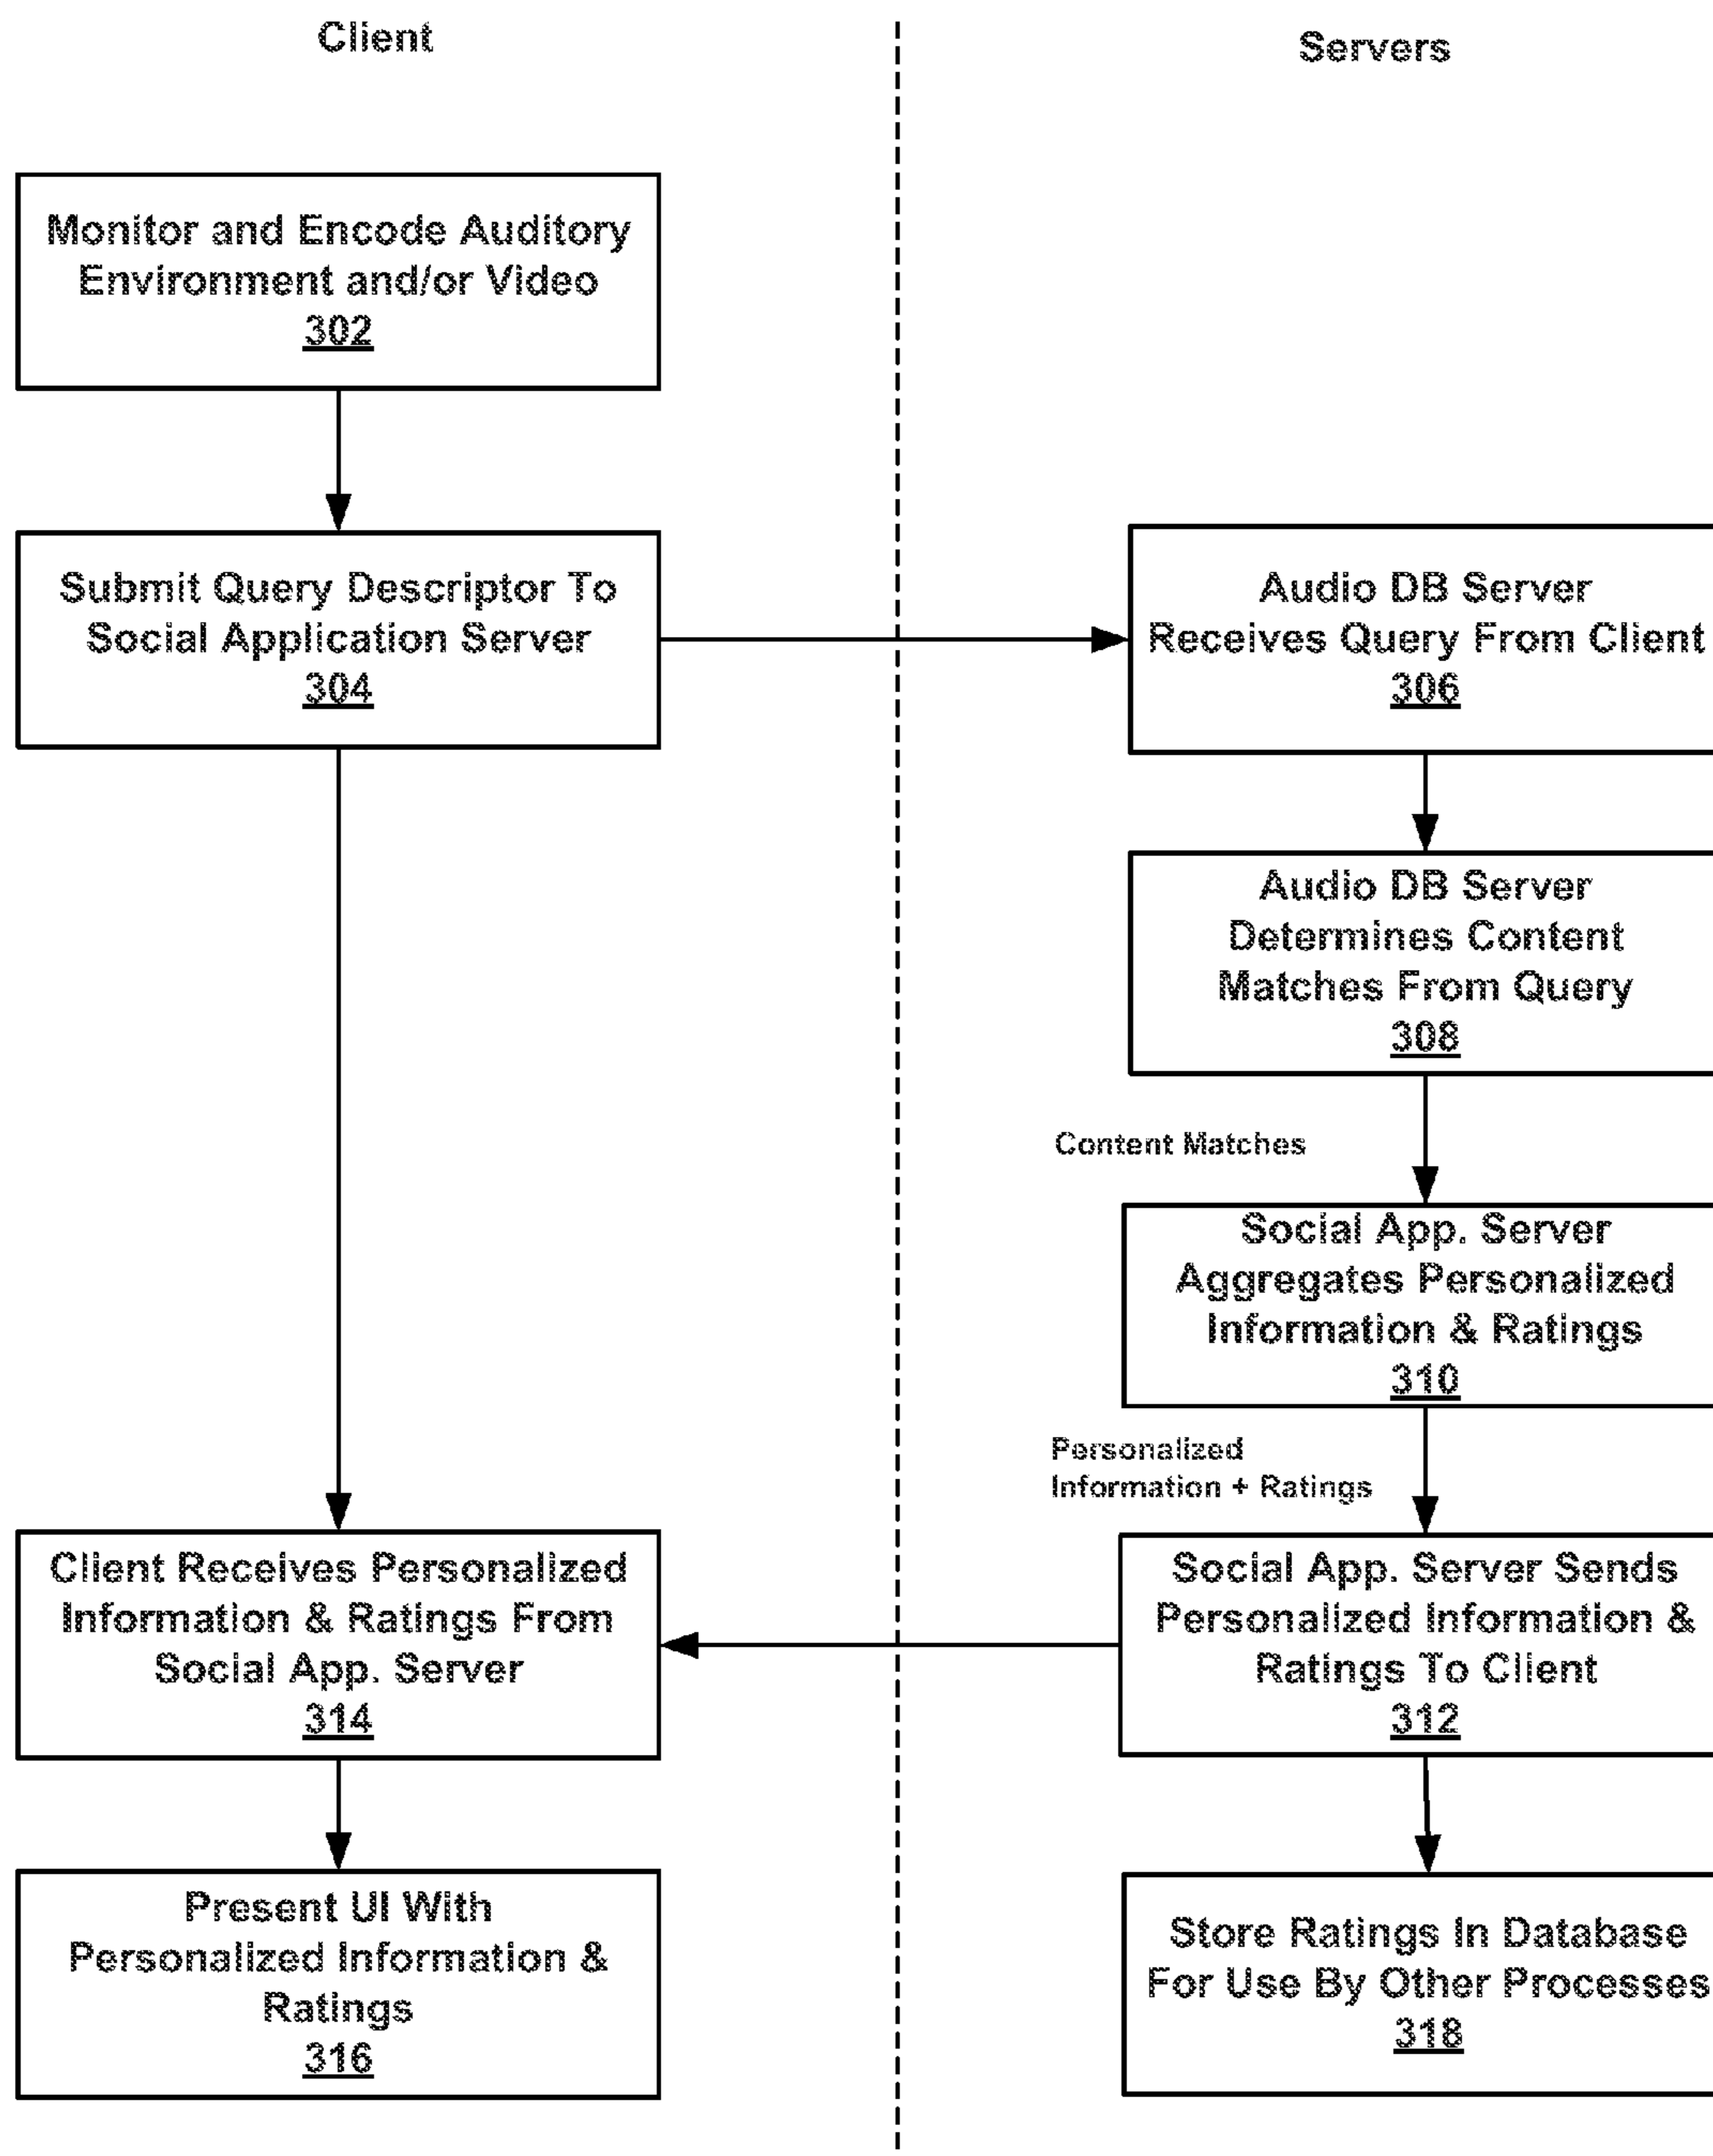 Client
Servers
Monitor and Encode Auditory
Environment and/or Video
302
Submit Query Descriptor To
Social Application Server
304
Audio DB Server
Receives Query From Client
306
Audio DB Server
Determines Content
Matches From Query
308
Content Matches
Social App. Server
Aggregates Personalized
Information & Ratings
310
Personalized
Information + Ratings
Client Receives Personalized
Information & Ratings From
Social App. Server
314
Social App. Server Sends
Personalized Information &
Ratings To Client
312
Present UI With
Personalized Information &
Ratings
316
Store Ratings In Database
For Use By Other Processes
318